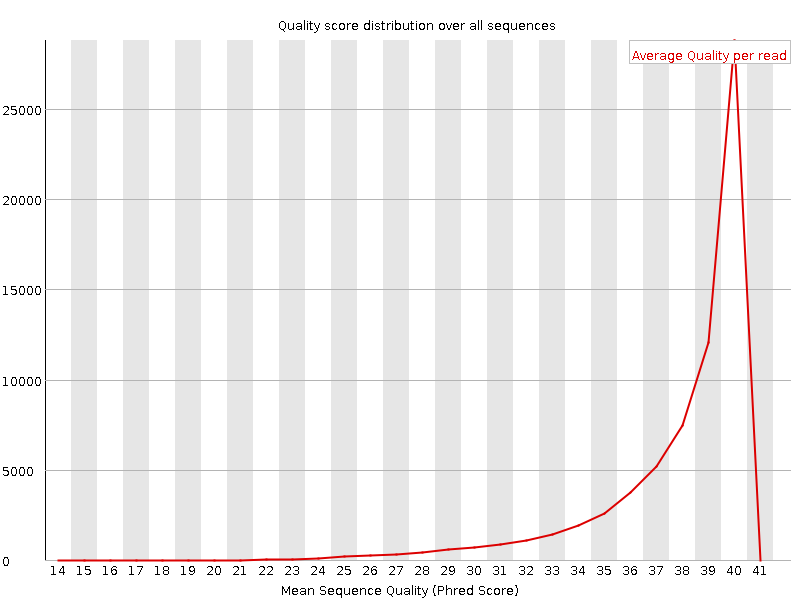 Quality score distribution over all sequences
Average Quality per read
25000
20000
15000
10000
5000
0
14 15 16 17 18 19 20 21 22 23 24 25 26 27 28 29 30 31 32 33 34 35 36 37 38 39 40 41
Mean Sequence Quality (Phred Score)